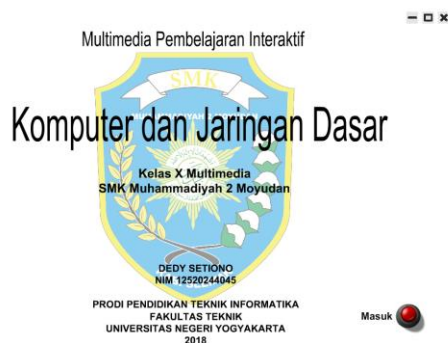 Multimedia Pembelajaran Interaktif
SMK
Komputer dan Jaringan Dasar
Kelas X Multimedia
SMK Muhammadiyah 2 Moyudan
DEDY SETIONO
NIM 12520244045
PRODI PENDIDIKAN TEKNIK INFORMATIKA
FAKULTAS TEKNIK
UNIVERSITAS NEGERI YOGYAKARTA
2018
Masuk